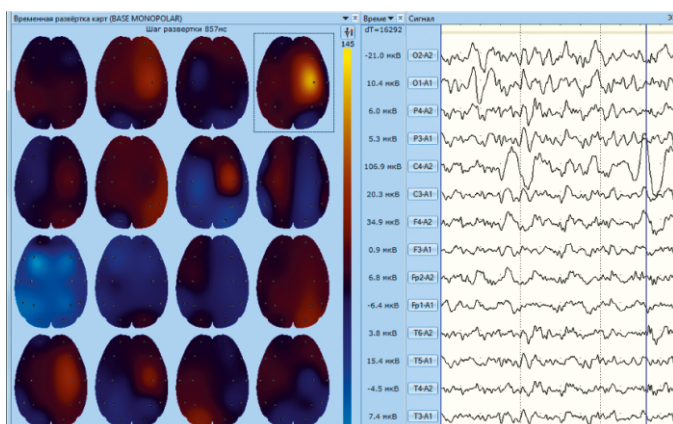 Временная развёртка карт (BASE MONOPOLAR)
Шаг развертки 857мс
145
Време
Сигнал
dT=16292
-21.0 мкВ O2-A2
10.4 мкВ O1-A1
6.0 мкВ P4-A2
5.3 мкВ P3-A1
106.9 мкВ C4-A2
20.3 мкВ C3-A1
34.9 мкВ F4-A2
0.9 мкВ F3-A1
6.8 мкВ Fp2-A2
-6.4 мкВ Fp1-A1
3.8 мкВ T6-A2
15.4 мкВ T5-A1
-4.5 мкВ T4-A2
7.4 мкВ T3-A1